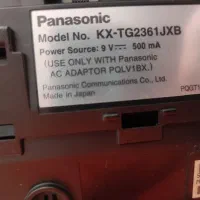 Panasonic
Model No. KX-TG2361JXB
Power Source: 9 V⎓ 500 mA
(USE ONLY WITH Panasonic
AC ADAPTOR PQLV1BX.)
Panasonic Communications Co., Ltd.
Made in Japan